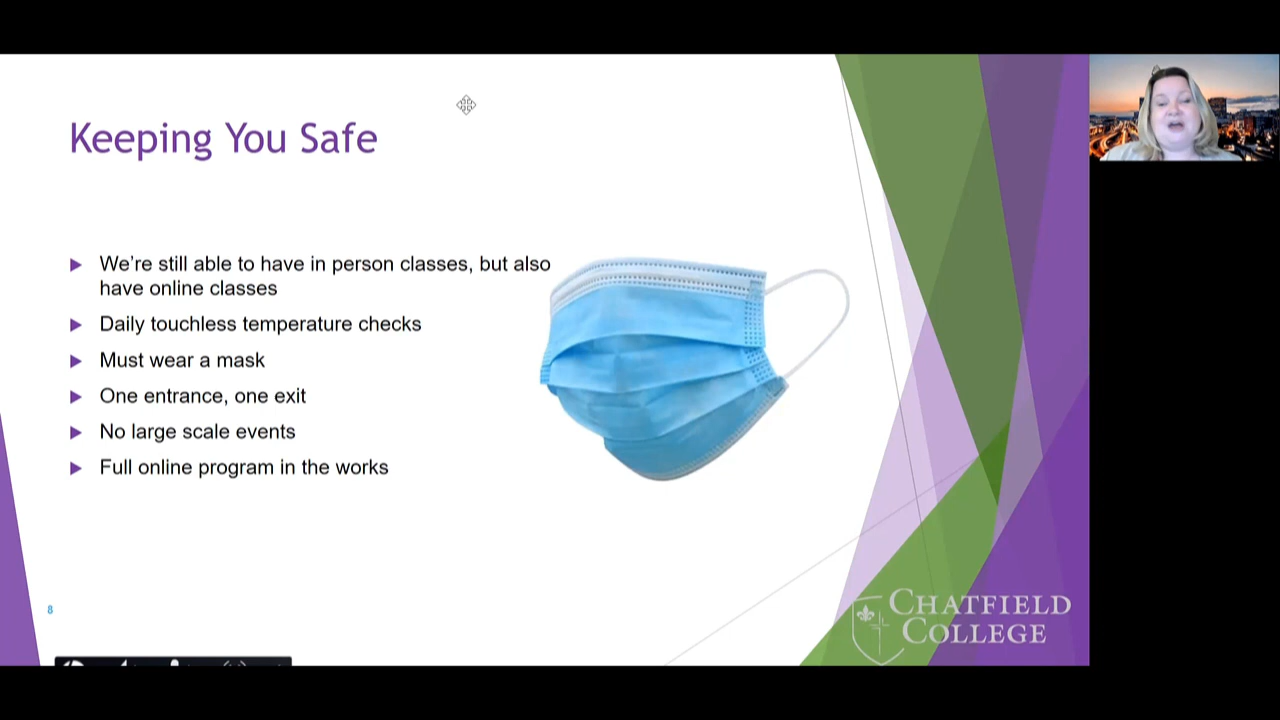 Keeping You Safe
We’re still able to have in person classes, but also
have online classes
Daily touchless temperature checks
Must wear a mask
One entrance, one exit
No large scale events
Full online program in the works
8
CHATFIELD
COLLEGE